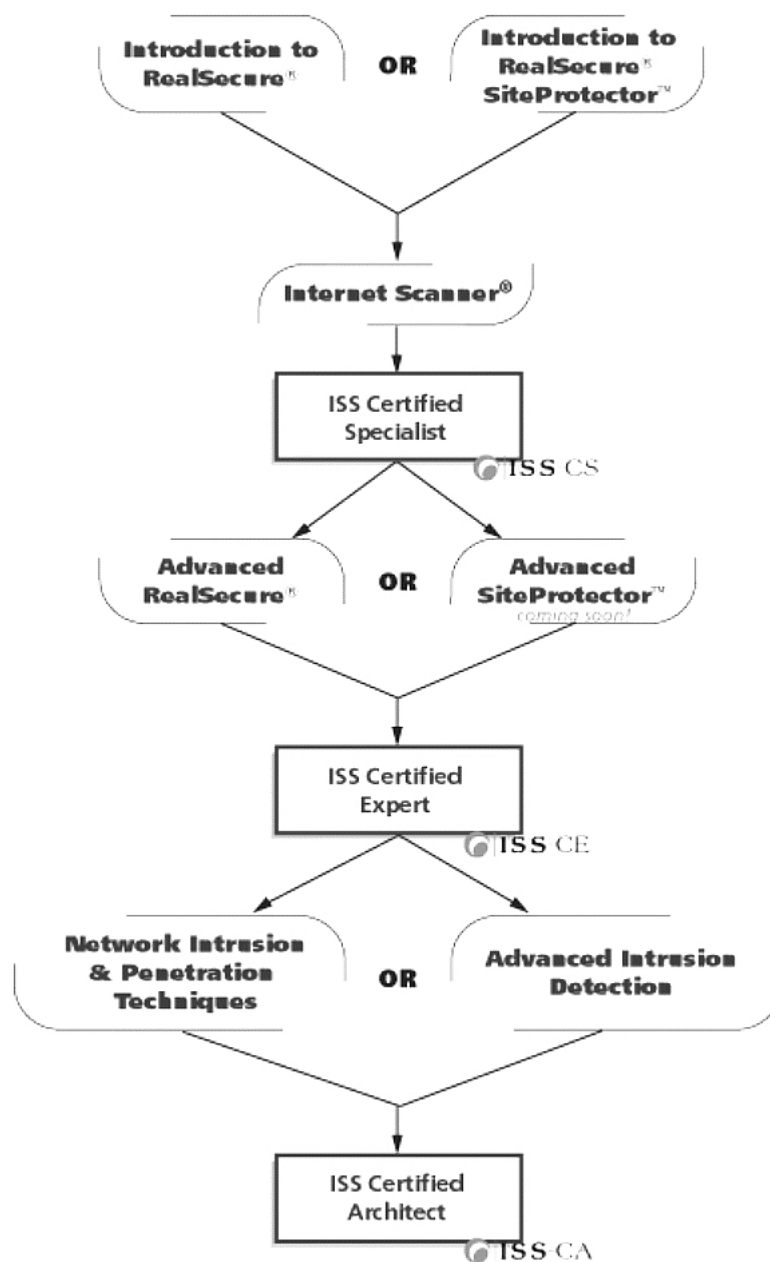 Introduction to
RealSecure®
OR
Introduction to
RealSecure®
SiteProtector™
Internet Scanner®
ISS Certified
Specialist
ISS-CS
Advanced
RealSecure®
OR
Advanced
SiteProtector™
coming soon!
ISS Certified
Expert
ISS-CE
Network Intrusion
& Penetration
Techniques
OR
Advanced Intrusion
Detection
ISS Certified
Architect
ISS-CA